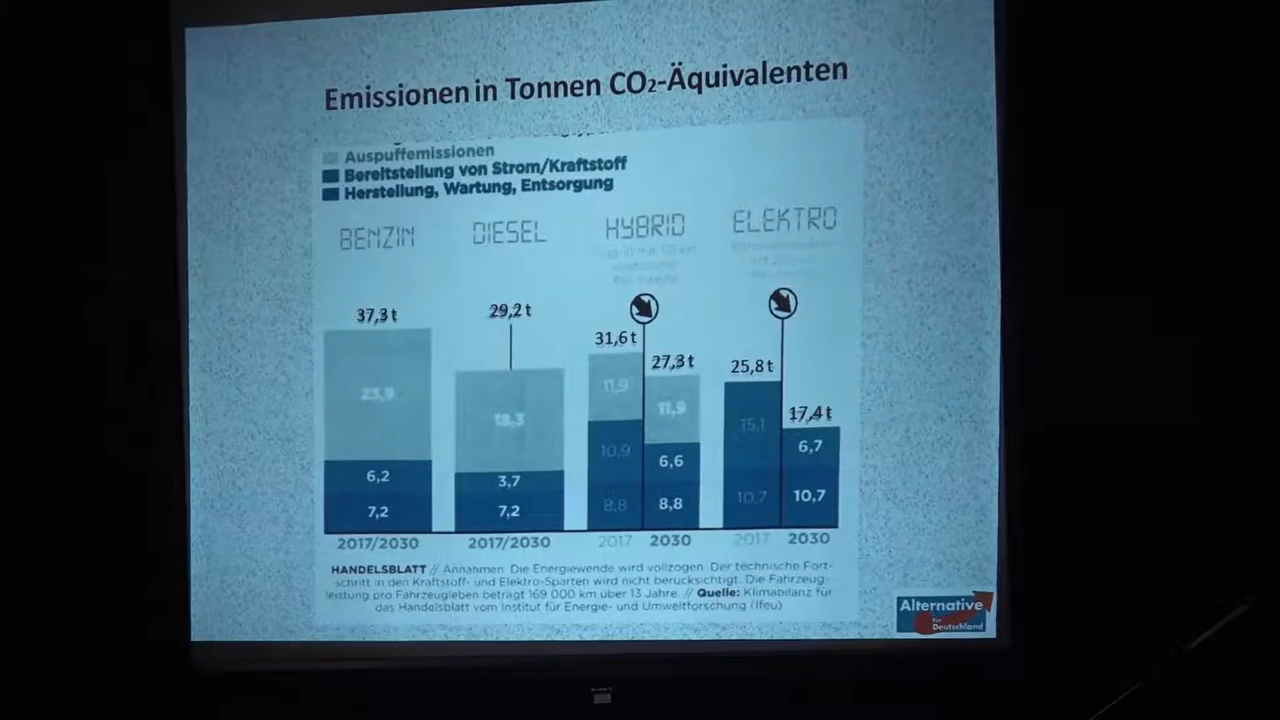 Emissionen in Tonnen CO₂-Äquivalenten
Auspuffemissionen
Bereitstellung von Strom/Kraftstoff
Herstellung, Wartung, Entsorgung
BENZIN DIESEL HYBRID ELEKTRO
37,3 t 29,2 t 31,6 t 27,3 t 25,8 t 17,4 t
23,9 18,3 11,9 11,9 15,1
6,2 3,7 10,9 6,6 6,7
7,2 7,2 8,8 8,8 10,7 10,7
2017/2030 2017/2030 2017 2030 2017 2030
HANDELSBLATT // Annahmen: Die Energiewende wird vollzogen. Der technische Fort-
schritt in den Kraftstoff- und Elektro-Sparten wird nicht berücksichtigt. Die Fahrzeug-
leistung pro Fahrzeugleben beträgt 169 000 km über 13 Jahre. // Quelle: Klimabilanz für
das Handelsblatt vom Institut für Energie- und Umweltforschung (Ifeu)
Alternative
für
Deutschland